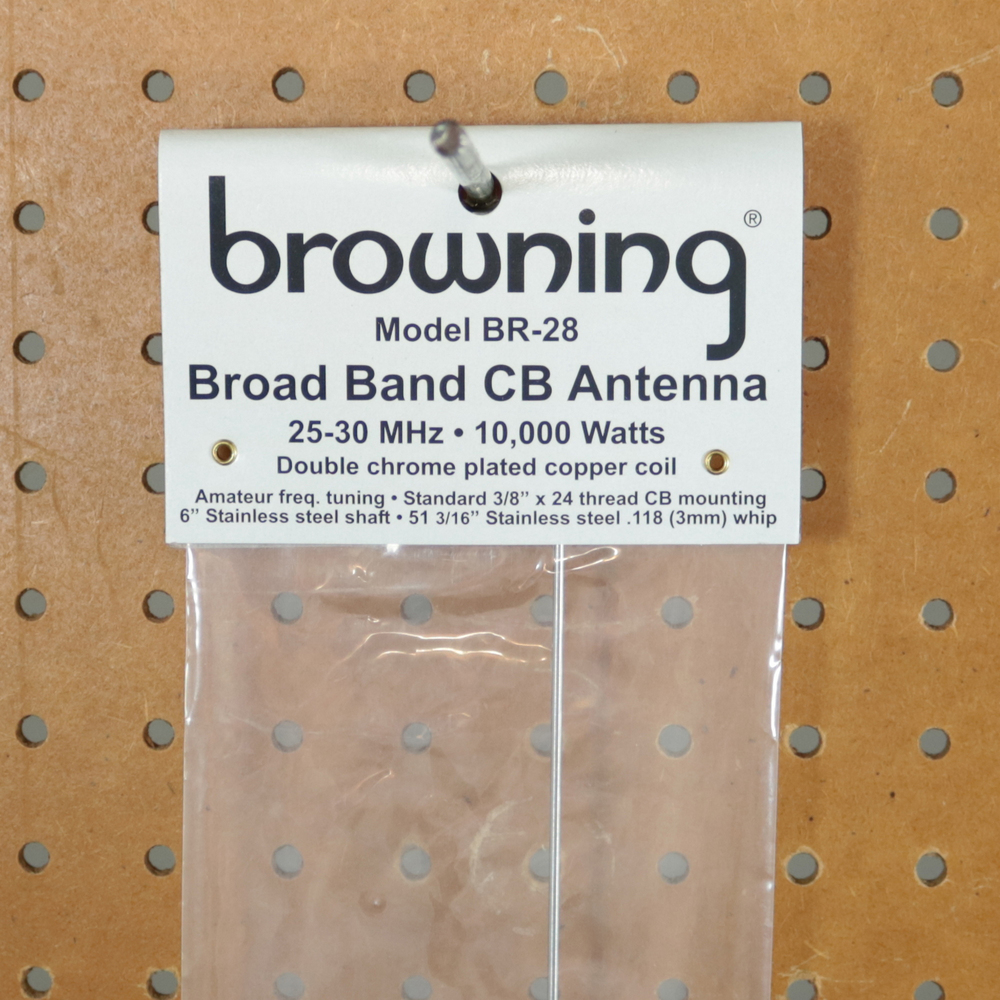 browning®
Model BR-28
Broad Band CB Antenna
25-30 MHz • 10,000 Watts
Double chrome plated copper coil
Amateur freq. tuning • Standard 3/8” x 24 thread CB mounting
6” Stainless steel shaft • 51 3/16” Stainless steel .118 (3mm) whip